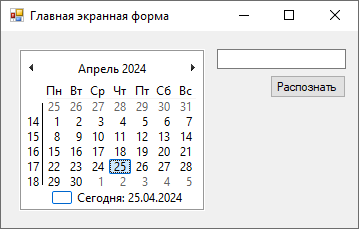 Главная экранная форма
Апрель 2024
Пн Вт Ср Чт Пт Сб Вс
25 26 27 28 29 30 31
14 1 2 3 4 5 6 7
15 8 9 10 11 12 13 14
16 15 16 17 18 19 20 21
17 22 23 24 25 26 27 28
18 29 30 1 2 3 4 5
Сегодня: 25.04.2024
Распознать